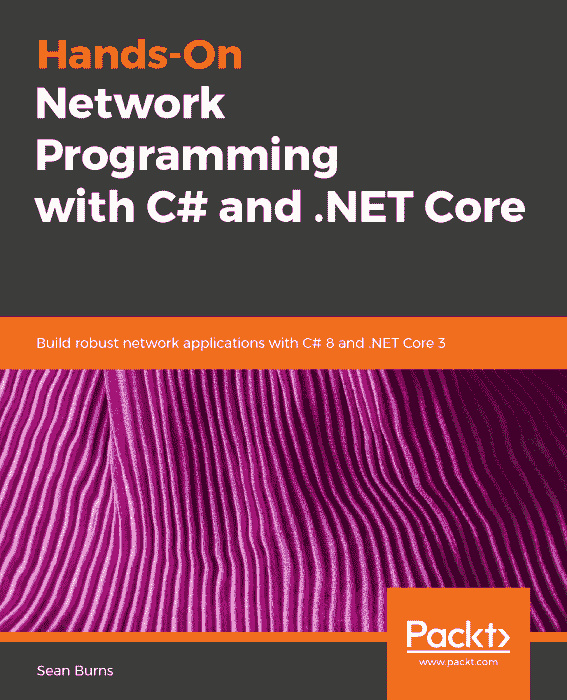 Hands-On
Network
Programming
with C# and .NET Core
Build robust network applications with C# 8 and .NET Core 3
Packt>
www.packt.com
Sean Burns